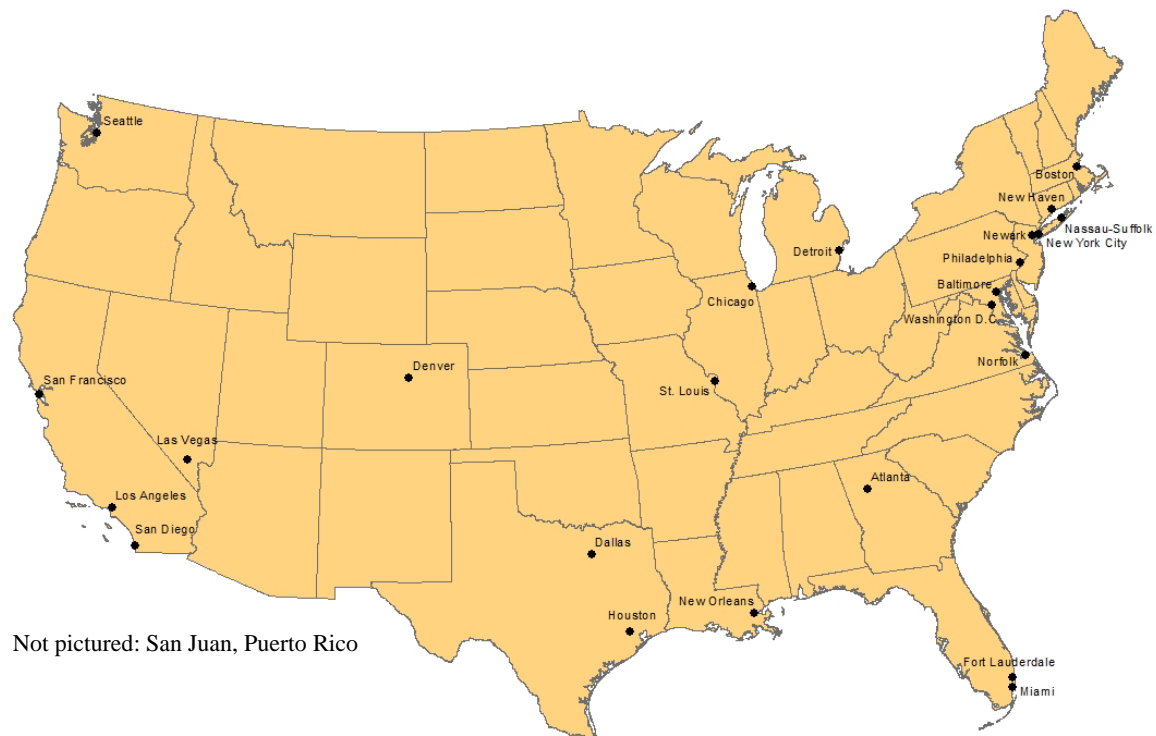 Seattle
Boston
New Haven
Nassau-Suffolk
Newark
New York City
Detroit
Philadelphia
Baltimore
Chicago
Washington D.C.
Norfolk
Denver
San Francisco
St. Louis
Las Vegas
Atlanta
Los Angeles
San Diego
Dallas
New Orleans
Houston
Not pictured: San Juan, Puerto Rico
Fort Lauderdale
Miami